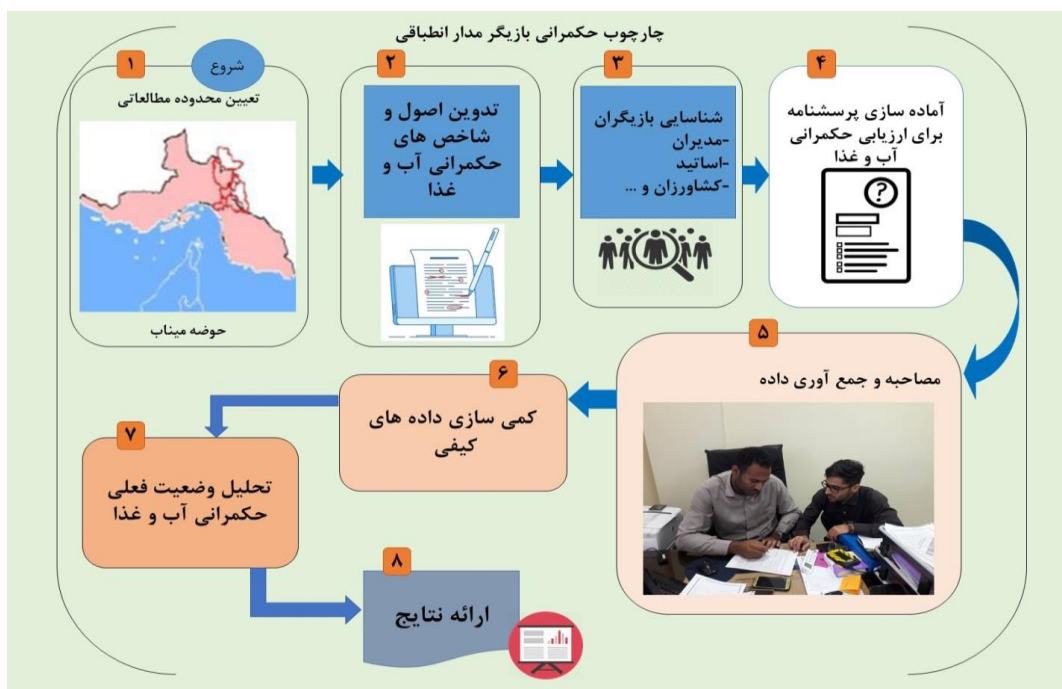 چارچوب حکمرانی بازیگر مدار انطباقی
۱
شروع
تعیین محدوده مطالعاتی
حوضه میناب
۲
تدوین اصول و
شاخص های
حکمرانی آب و
غذا
۳
شناسایی بازیگران
-مدیران
-اساتید
-کشاورزان و ...
۴
آماده سازی پرسشنامه
برای ارزیابی حکمرانی
آب و غذا
?
۵
مصاحبه و جمع آوری داده
۶
کمی سازی داده های
کیفی
۷
تحلیل وضعیت فعلی
حکمرانی آب و غذا
۸
ارائه نتایج